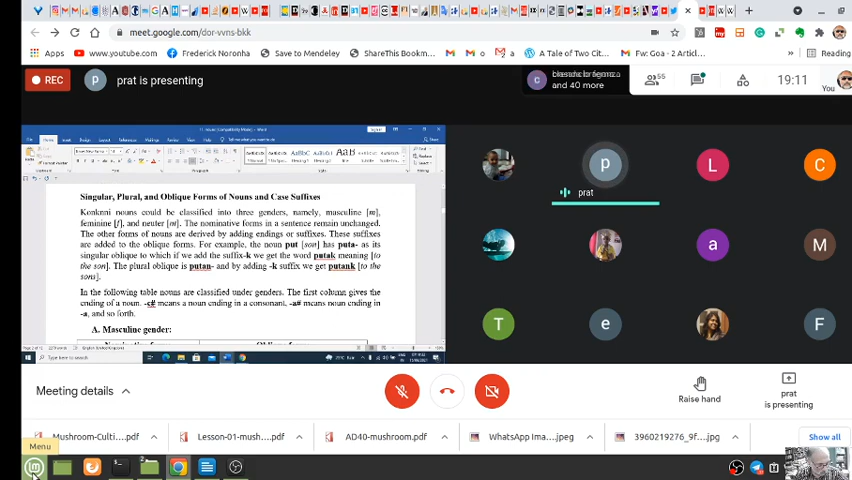 meet.google.com/dor-vvns-bkk
Apps
www.youtube.com
Frederick Noronha
Save to Mendeley
ShareThis Bookmark...
A Tale of Two Cit...
Fw: Goa - 2 Articl...
Reading
REC
p
prat is presenting
c
and 40 more
55
19:11
You
Singular, Plural, and Oblique Forms of Nouns and Case Suffixes
Konknni nouns could be classified into three genders, namely, masculine [m],
feminine [f], and neuter [nt]. The nominative forms in a sentence remain unchanged.
The other forms of nouns are derived by adding endings or suffixes. These suffixes
are added to the oblique forms. For example, the noun put [son] has puta- as its
singular oblique to which if we add the suffix-k we get the word putak meaning [to
the son]. The plural oblique is putan- and by adding -k suffix we get putank [to the
sons].
In the following table nouns are classified under genders. The first column gives the
ending of a noun. -c# means a noun ending in a consonant, -a# means noun ending in
-a, and so forth.
A. Masculine gender:
p
L
C
prat
a
M
T
e
F
Meeting details
Raise hand
prat
is presenting
Mushroom-Culti....pdf
Lesson-01-mush....pdf
AD40-mushroom.pdf
WhatsApp Ima....jpeg
3960219276_9f....jpg
Show all
Menu